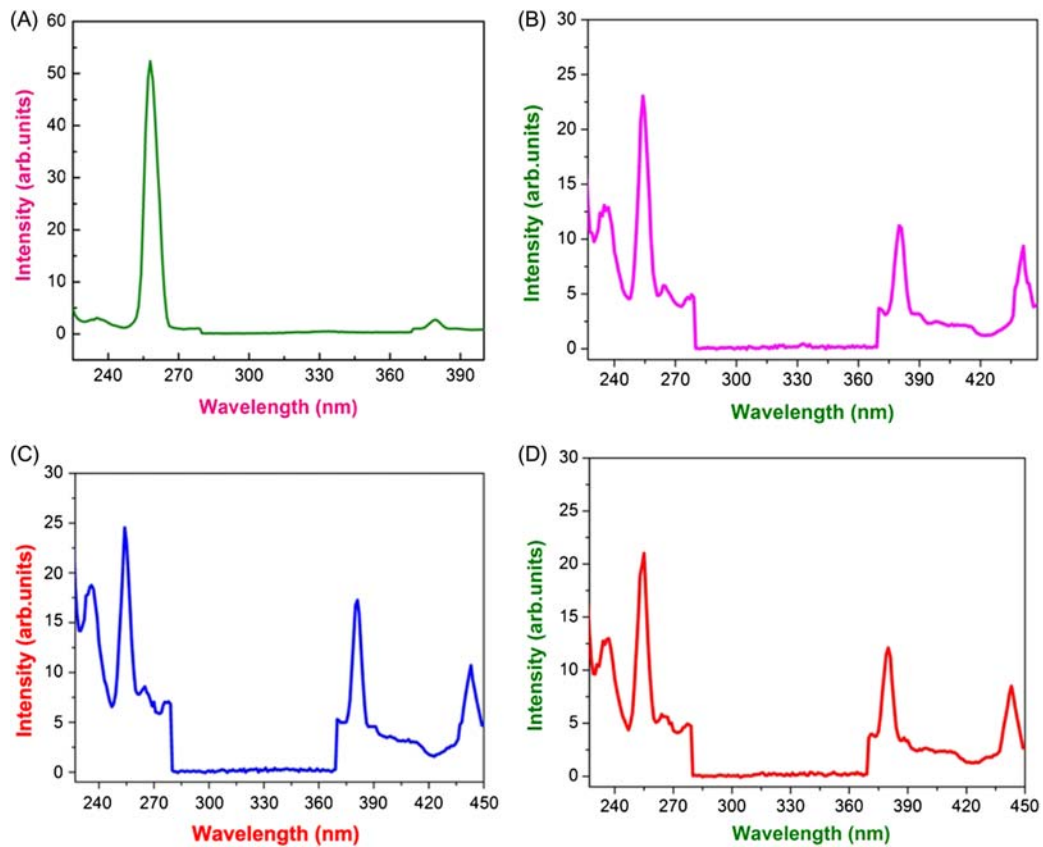 (A)
60
50
40
30
20
10
0
Intensity (arb.units)
240 270 300 330 360 390
Wavelength (nm)
(B)
30
25
20
15
10
5
0
Intensity (arb.units)
240 270 300 330 360 390 420
Wavelength (nm)
(C)
30
25
20
15
10
5
0
Intensity (arb.units)
240 270 300 330 360 390 420 450
Wavelength (nm)
(D)
30
25
20
15
10
5
0
Intensity (arb.units)
240 270 300 330 360 390 420 450
Wavelength (nm)